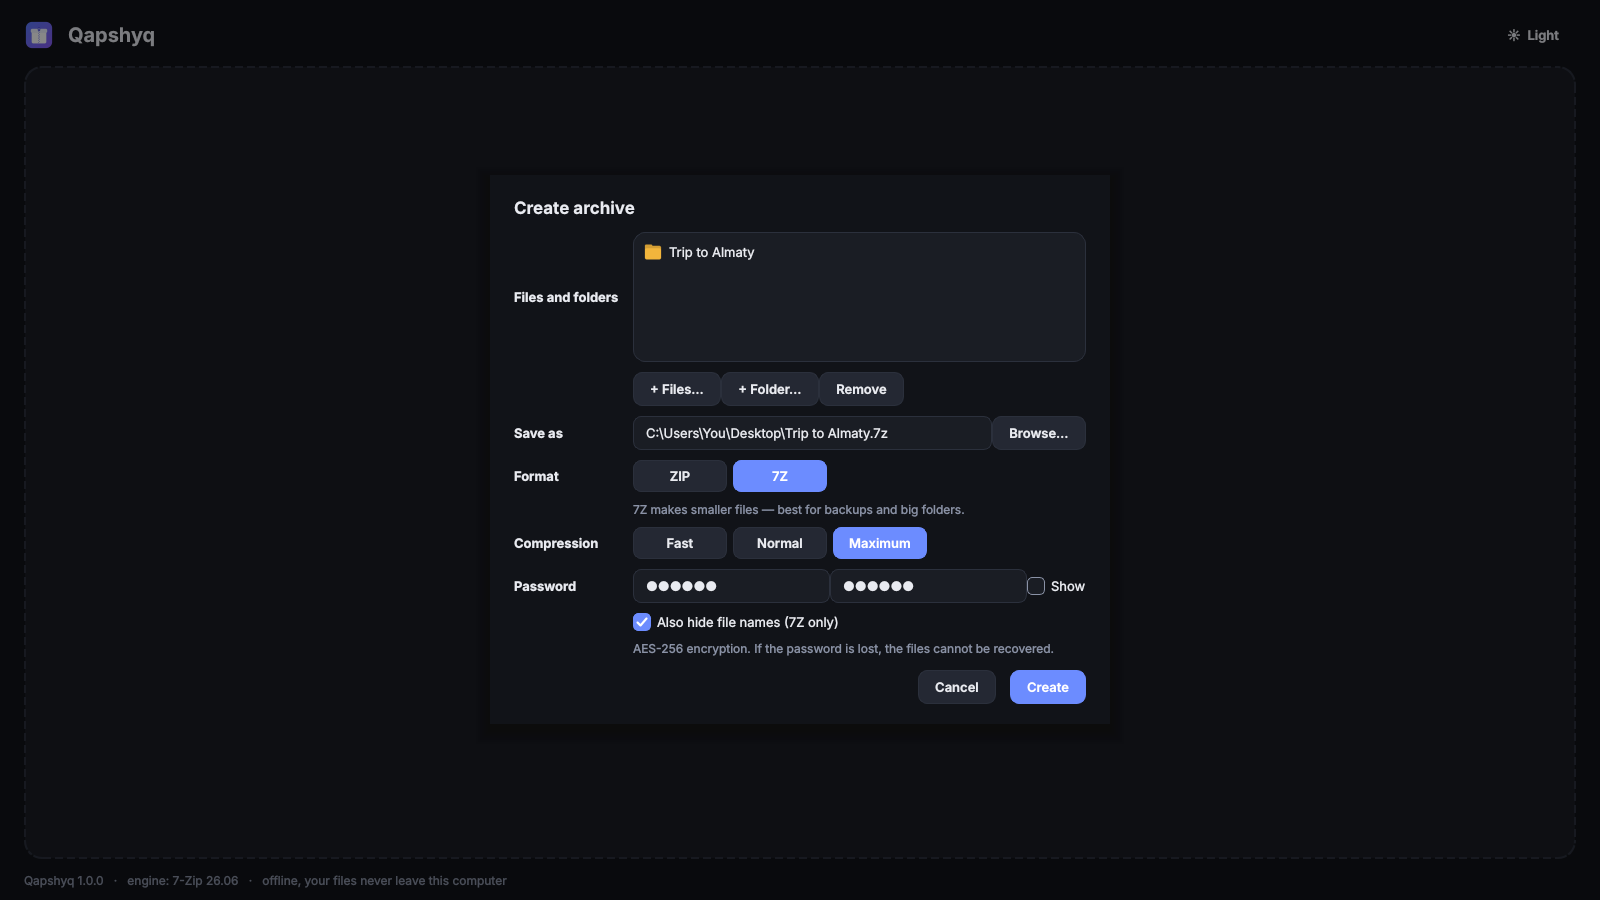 Qapshyq
Light
Create archive
Files and folders
Trip to Almaty
+ Files...
+ Folder...
Remove
Save as
C:\Users\You\Desktop\Trip to Almaty.7z
Browse...
Format
ZIP
7Z
7Z makes smaller files — best for backups and big folders.
Compression
Fast
Normal
Maximum
Password
●●●●●●
●●●●●●
Show
Also hide file names (7Z only)
AES-256 encryption. If the password is lost, the files cannot be recovered.
Cancel
Create
Qapshyq 1.0.0 · engine: 7-Zip 26.06 · offline, your files never leave this computer